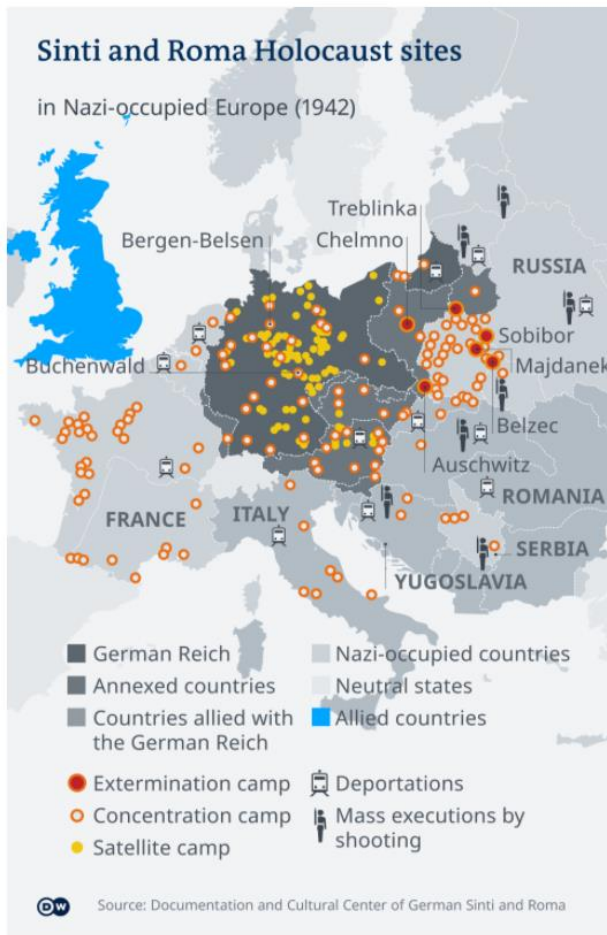 Sinti and Roma Holocaust sites
in Nazi-occupied Europe (1942)
Treblinka
Bergen-Belsen
Chelmno
RUSSIA
Sobibor
Buchenwald
Majdanek
Belzec
Auschwitz
FRANCE
ITALY
ROMANIA
SERBIA
YUGOSLAVIA
German Reich
Nazi-occupied countries
Annexed countries
Neutral states
Countries allied with
the German Reich
Allied countries
Extermination camp
Deportations
Concentration camp
Mass executions by
shooting
Satellite camp
DW
Source: Documentation and Cultural Center of German Sinti and Roma